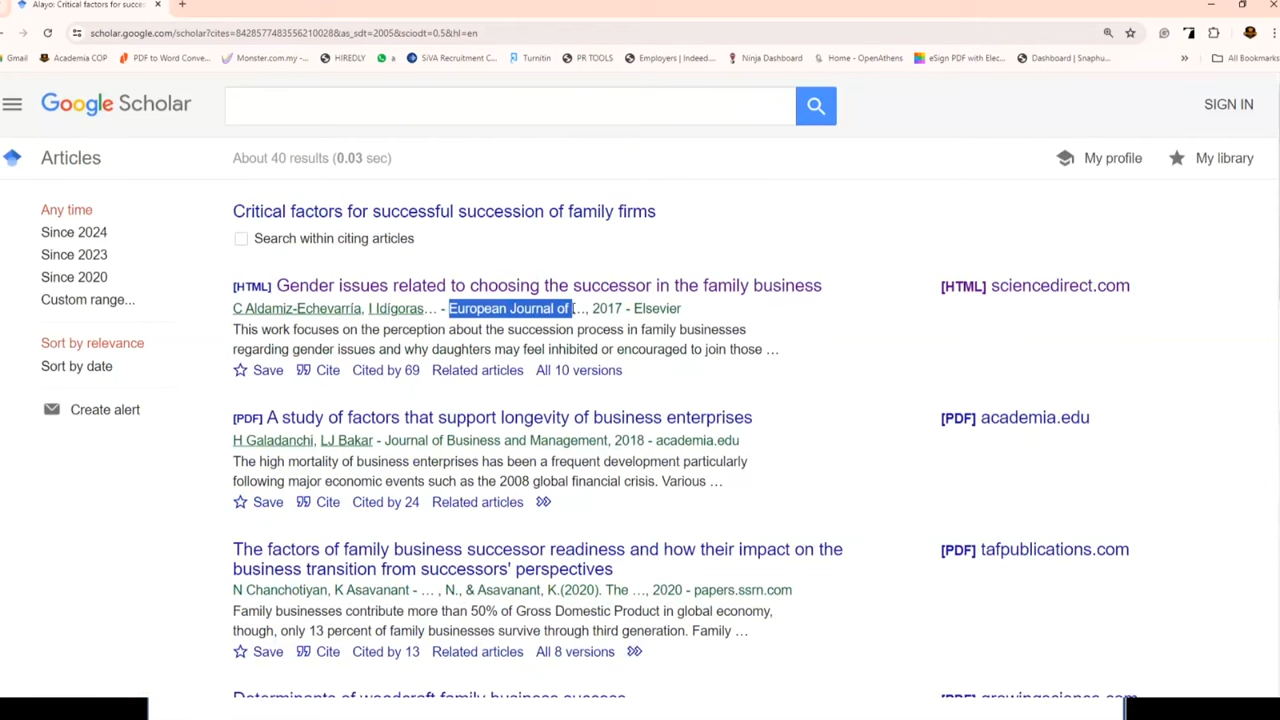 Alayo: Critical factors for succes
scholar.google.com/scholar?cites=8428577483556210028&as_sdt=2005&sciodt=0,5&hl=en
Gmail Academia COP PDF to Word Conve... Monster.com.my -... HIREDLY a SiVA Recruitment C... Turnitin PR TOOLS Employers | Indeed... Ninja Dashboard Home - OpenAthens eSign PDF with Elec... Dashboard | Snaphu... » All Bookmarks
Google Scholar
SIGN IN
Articles
About 40 results (0.03 sec)
My profile
My library
Any time
Since 2024
Since 2023
Since 2020
Custom range...
Sort by relevance
Sort by date
Create alert
Critical factors for successful succession of family firms
Search within citing articles
[HTML] Gender issues related to choosing the successor in the family business
[HTML] sciencedirect.com
C Aldamiz-Echevarría, I Idígoras… - European Journal of …, 2017 - Elsevier
This work focuses on the perception about the succession process in family businesses
regarding gender issues and why daughters may feel inhibited or encouraged to join those …
Save Cite Cited by 69 Related articles All 10 versions
[PDF] A study of factors that support longevity of business enterprises
[PDF] academia.edu
H Galadanchi, LJ Bakar - Journal of Business and Management, 2018 - academia.edu
The high mortality of business enterprises has been a frequent development particularly
following major economic events such as the 2008 global financial crisis. Various …
Save Cite Cited by 24 Related articles
The factors of family business successor readiness and how their impact on the
business transition from successors' perspectives
[PDF] tafpublications.com
N Chanchotiyan, K Asavanant - … , N., & Asavanant, K.(2020). The …, 2020 - papers.ssrn.com
Family businesses contribute more than 50% of Gross Domestic Product in global economy,
though, only 13 percent of family businesses survive through third generation. Family …
Save Cite Cited by 13 Related articles All 8 versions
Determinants of woodcraft family business success
[PDF] growingscience.com